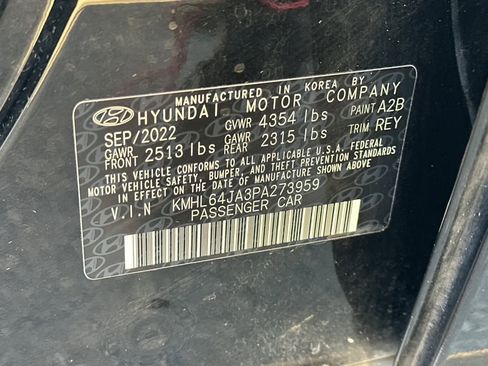 MANUFACTURED IN KOREA BY
HYUNDAI MOTOR COMPANY
SEP/2022 GVWR 4354 lbs PAINT A2B
GAWR FRONT 2513 lbs GAWR REAR 2315 lbs TRIM REY
THIS VEHICLE CONFORMS TO ALL APPLICABLE U.S.A. FEDERAL
MOTOR VEHICLE SAFETY, BUMPER, AND THEFT PREVENTION STANDARDS
IN EFFECT ON THE DATE OF MANUFACTURE SHOWN ABOVE.
V.I.N KMHL64JA3PA273959
PASSENGER CAR